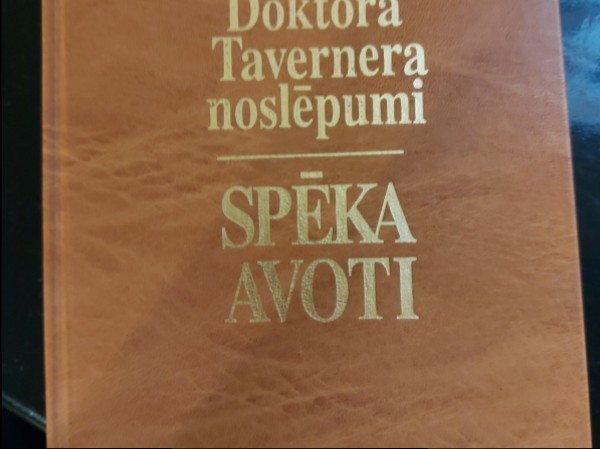 Doktora
Tavernera
noslēpumi
SPĒKA
AVOTI